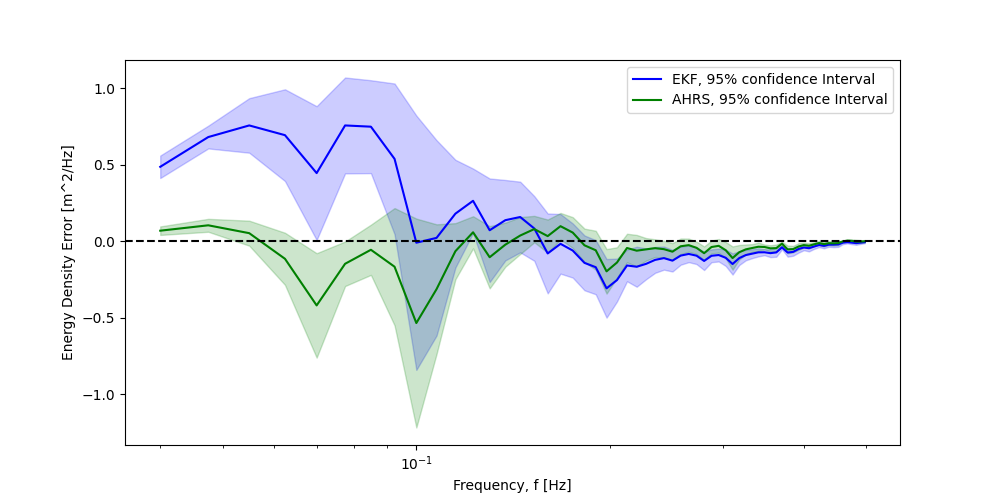 EKF, 95% confidence Interval
AHRS, 95% confidence Interval
1.0
0.5
0.0
−0.5
−1.0
Energy Density Error [m^2/Hz]
10⁻¹
Frequency, f [Hz]